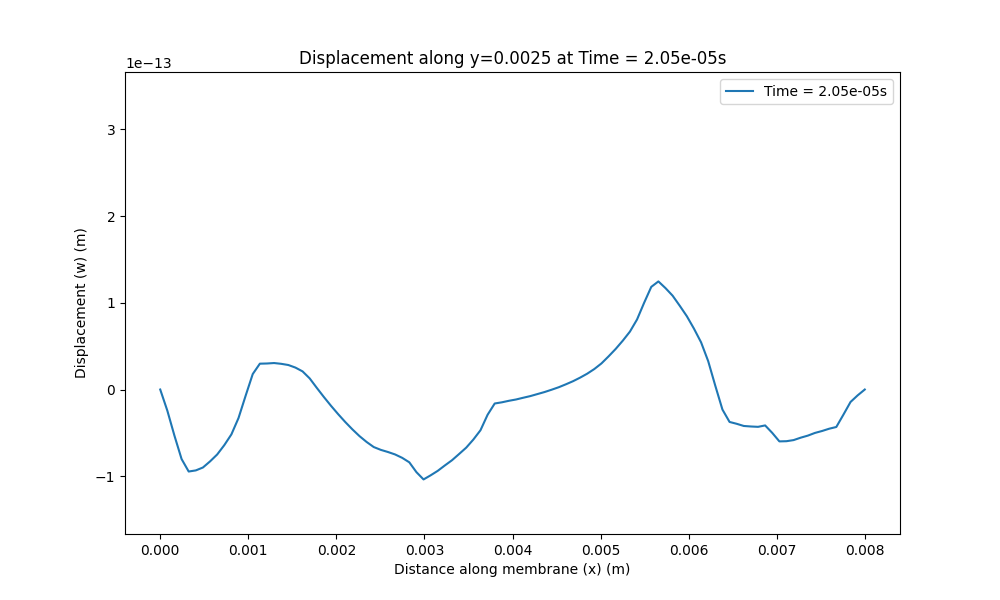 Displacement along y=0.0025 at Time = 2.05e-05s
1e−13
Time = 2.05e-05s
3
2
1
0
−1
Displacement (w) (m)
0.000 0.001 0.002 0.003 0.004 0.005 0.006 0.007 0.008
Distance along membrane (x) (m)